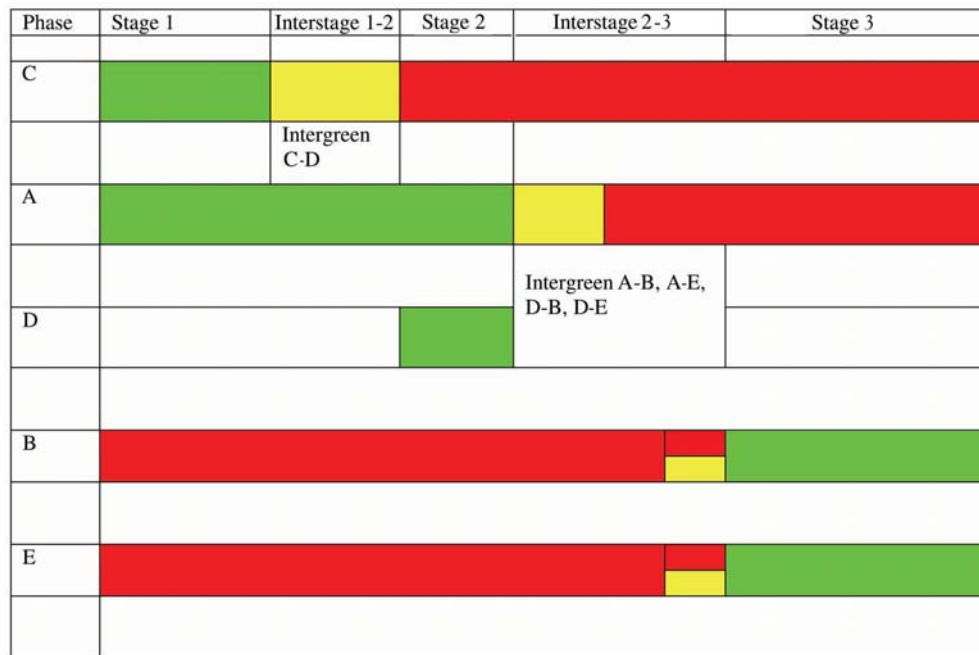 Phase Stage 1 Interstage 1-2 Stage 2 Interstage 2-3 Stage 3
C
Intergreen
C-D
A
Intergreen A-B, A-E,
D-B, D-E
D
B
E